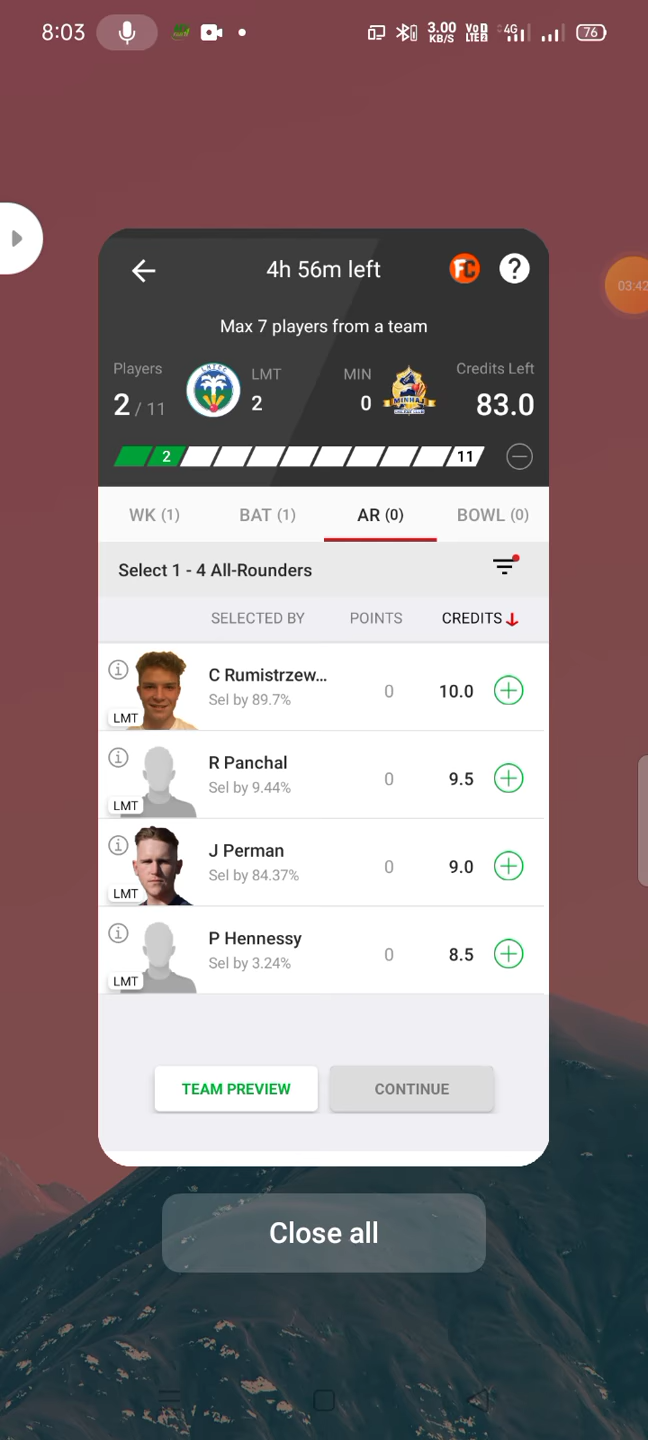 8:03
3.00 KB/S
VoD LTE2
4G
76
03:42
4h 56m left
FC
?
Max 7 players from a team
Players
LMT
MIN
Credits Left
2 / 11
2
0
83.0
MINHAJ
2
11
WK (1)
BAT (1)
AR (0)
BOWL (0)
Select 1 - 4 All-Rounders
SELECTED BY
POINTS
CREDITS
C Rumistrzew...
Sel by 89.7%
0
10.0
LMT
R Panchal
Sel by 9.44%
0
9.5
LMT
J Perman
Sel by 84.37%
0
9.0
LMT
P Hennessy
Sel by 3.24%
0
8.5
LMT
TEAM PREVIEW
CONTINUE
Close all